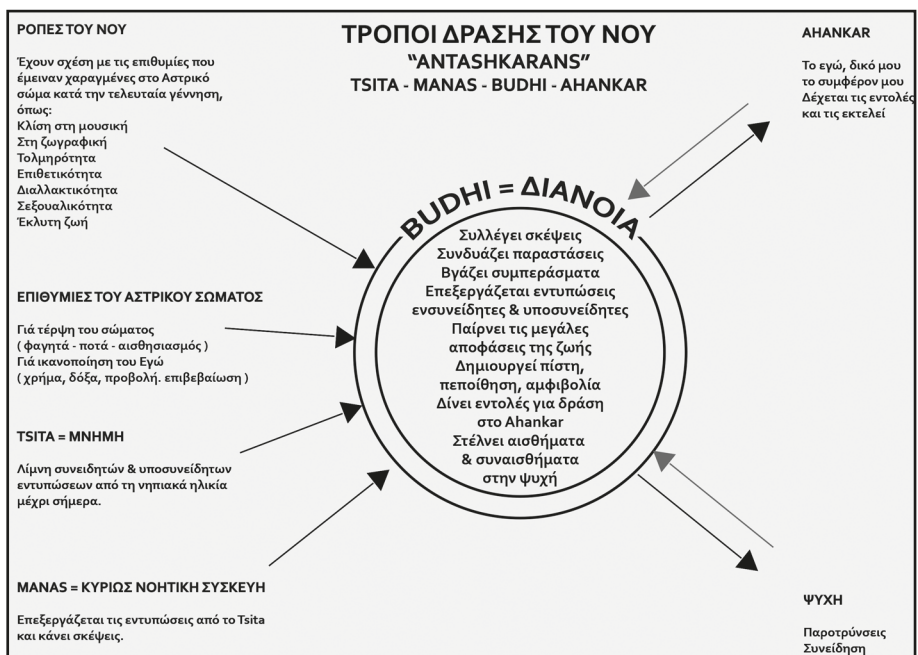 ΤΡΟΠΟΙ ΔΡΑΣΗΣ ΤΟΥ ΝΟΥ
“ANTASHKARANS”
TSITA - MANAS - BUDHI - AHANKAR
ΡΟΠΕΣ ΤΟΥ ΝΟΥ
Έχουν σχέση με τις επιθυμίες που
έμειναν χαραγμένες στο Αστρικό
σώμα κατά την τελευταία γέννηση,
όπως:
Κλίση στη μουσική
Στη ζωγραφική
Τολμηρότητα
Επιθετικότητα
Διαλλακτικότητα
Σεξουαλικότητα
Έκλυτη ζωή
ΕΠΙΘΥΜΙΕΣ ΤΟΥ ΑΣΤΡΙΚΟΥ ΣΩΜΑΤΟΣ
Γιά τέρψη του σώματος
( φαγητά - ποτά - αισθησιασμός )
Γιά ικανοποίηση του Εγώ
( χρήμα, δόξα, προβολή. επιβεβαίωση )
TSITA = ΜΝΗΜΗ
Λίμνη συνειδητών & υποσυνείδητων
εντυπώσεων από τη νηπιακά ηλικία
μέχρι σήμερα.
MANAS = ΚΥΡΙΩΣ ΝΟΗΤΙΚΗ ΣΥΣΚΕΥΗ
Επεξεργάζεται τις εντυπώσεις από το Tsita
και κάνει σκέψεις.
BUDHI = ΔΙΑΝΟΙΑ
Συλλέγει σκέψεις
Συνδυάζει παραστάσεις
Βγάζει συμπεράσματα
Επεξεργάζεται εντυπώσεις
ενσυνείδητες & υποσυνείδητες
Παίρνει τις μεγάλες
αποφάσεις της ζωής
Δημιουργεί πίστη,
πεποίθηση, αμφιβολία
Δίνει εντολές για δράση
στο Ahankar
Στέλνει αισθήματα
& συναισθήματα
στην ψυχή
AHANKAR
Το εγώ, δικό μου
το συμφέρον μου
Δέχεται τις εντολές
και τις εκτελεί
ΨΥΧΗ
Παροτρύνσεις
Συνείδηση